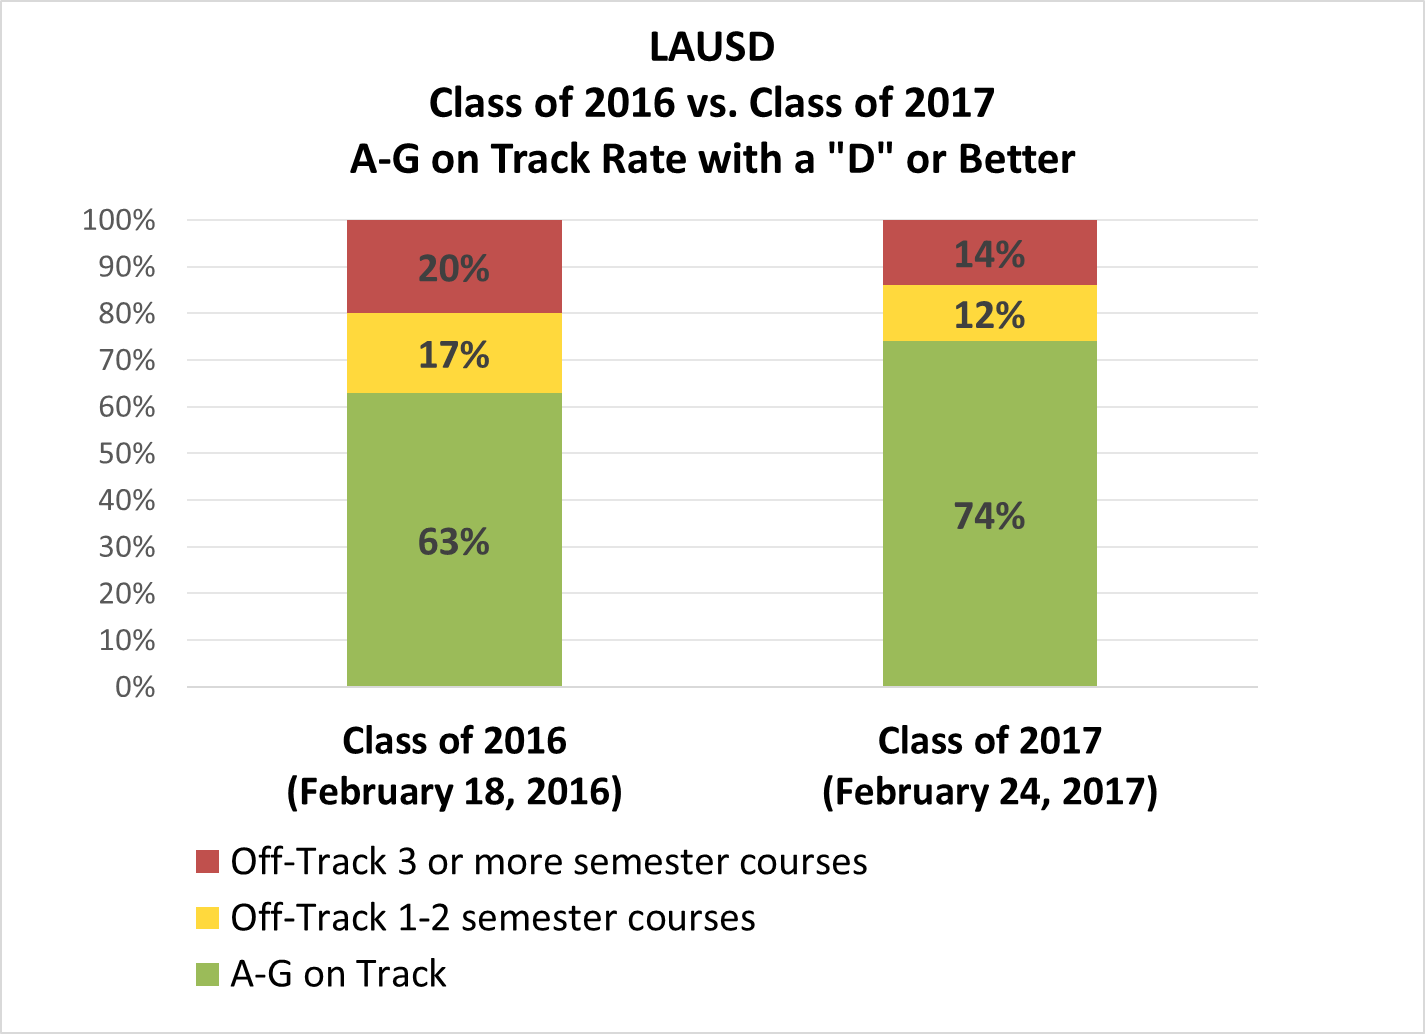 LAUSD
Class of 2016 vs. Class of 2017
A-G on Track Rate with a "D" or Better
100%
90%
80%
70%
60%
50%
40%
30%
20%
10%
0%
20%
17%
63%
14%
12%
74%
Class of 2016
(February 18, 2016)
Class of 2017
(February 24, 2017)
Off-Track 3 or more semester courses
Off-Track 1-2 semester courses
A-G on Track